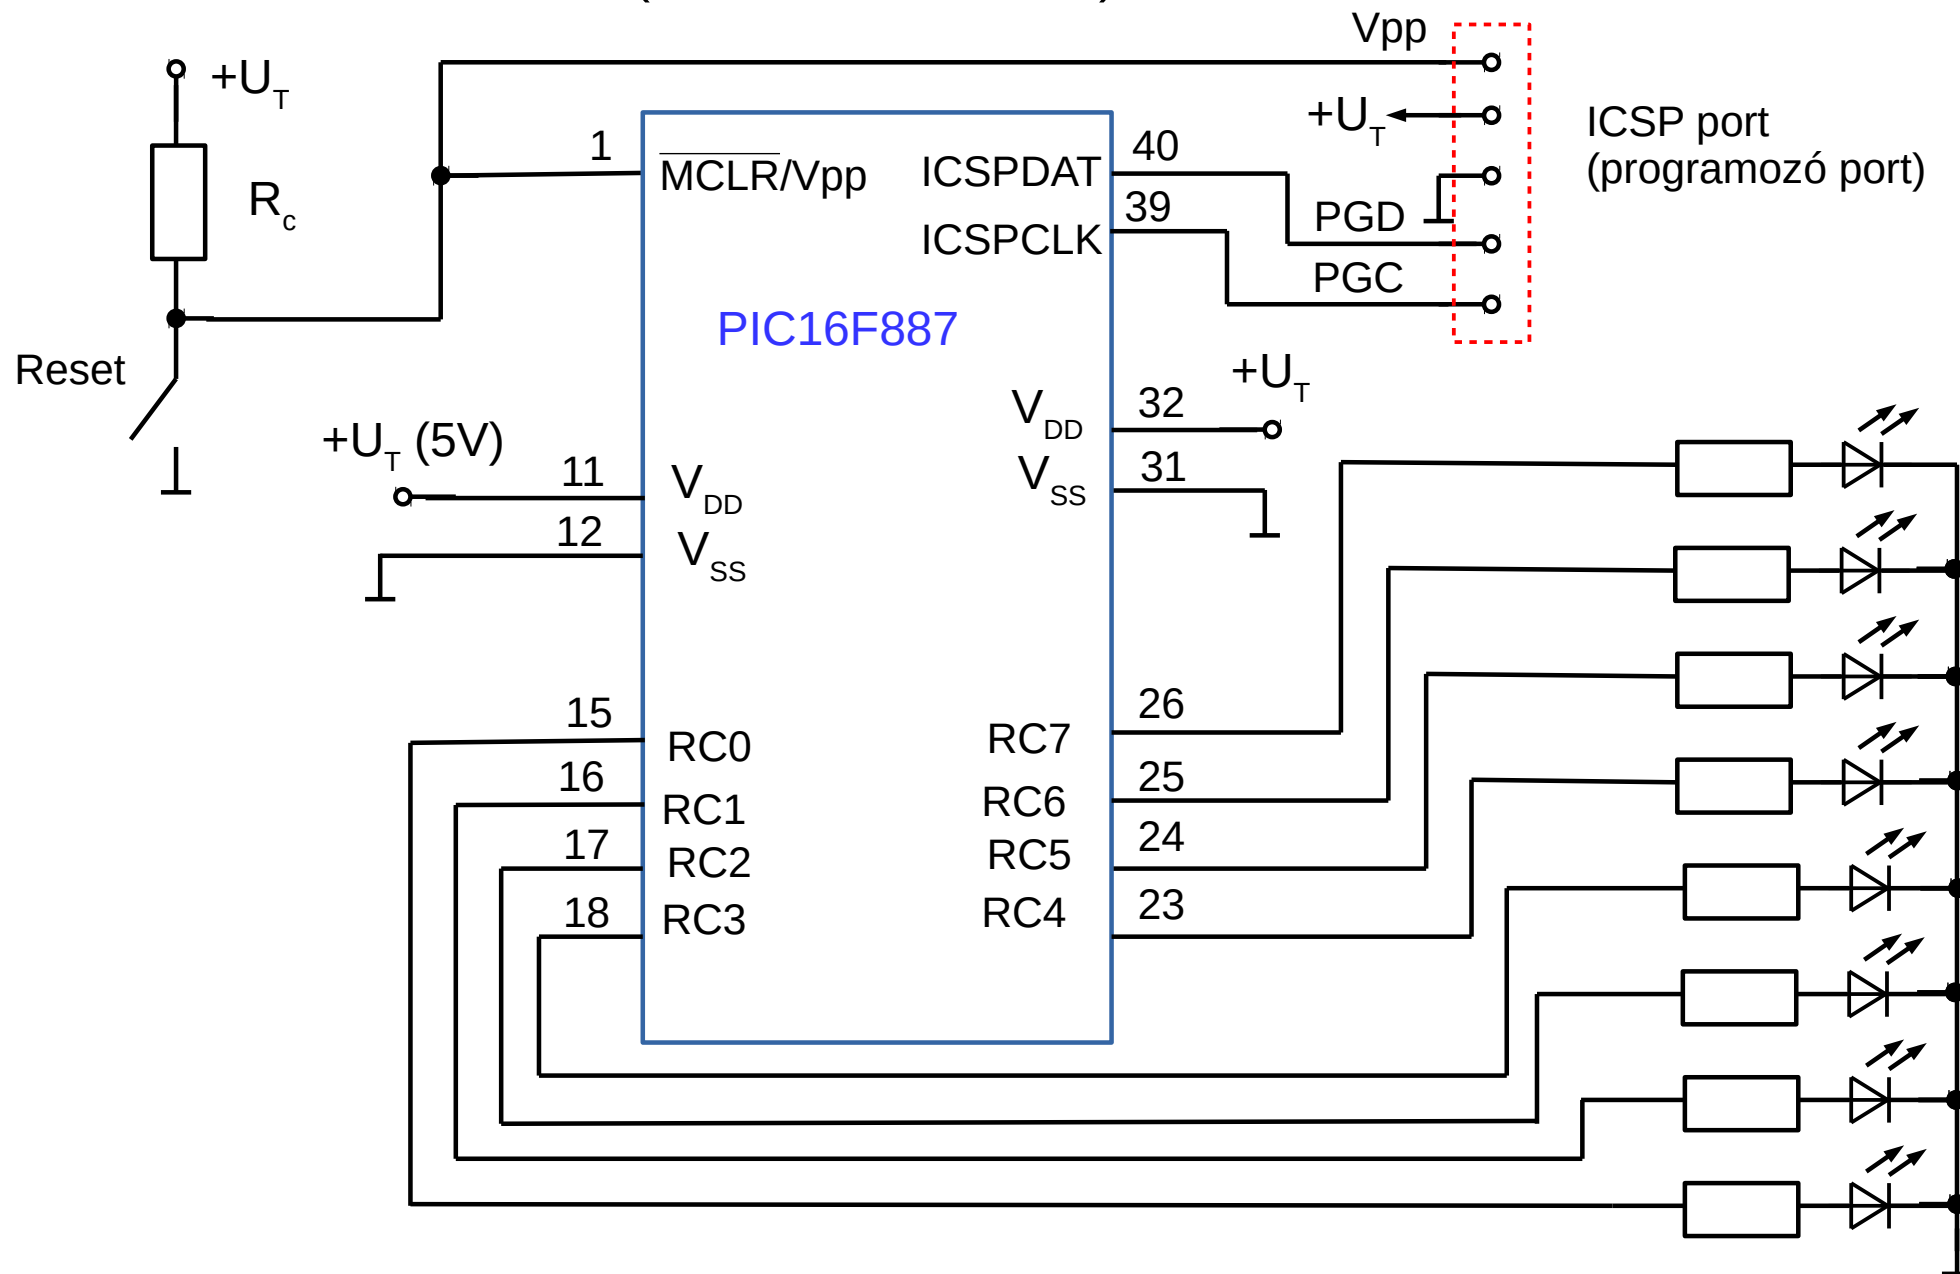 Vpp
+UT
+UT
ICSP port
(programozó port)
1
MCLR/Vpp
ICSPDAT
40
Rc
39
PGD
ICSPCLK
PGC
PIC16F887
Reset
+UT
+UT (5V)
VDD
32
11
VDD
VSS
31
12
VSS
15
RC0
RC7
26
16
RC1
RC6
25
17
RC2
RC5
24
18
RC3
RC4
23